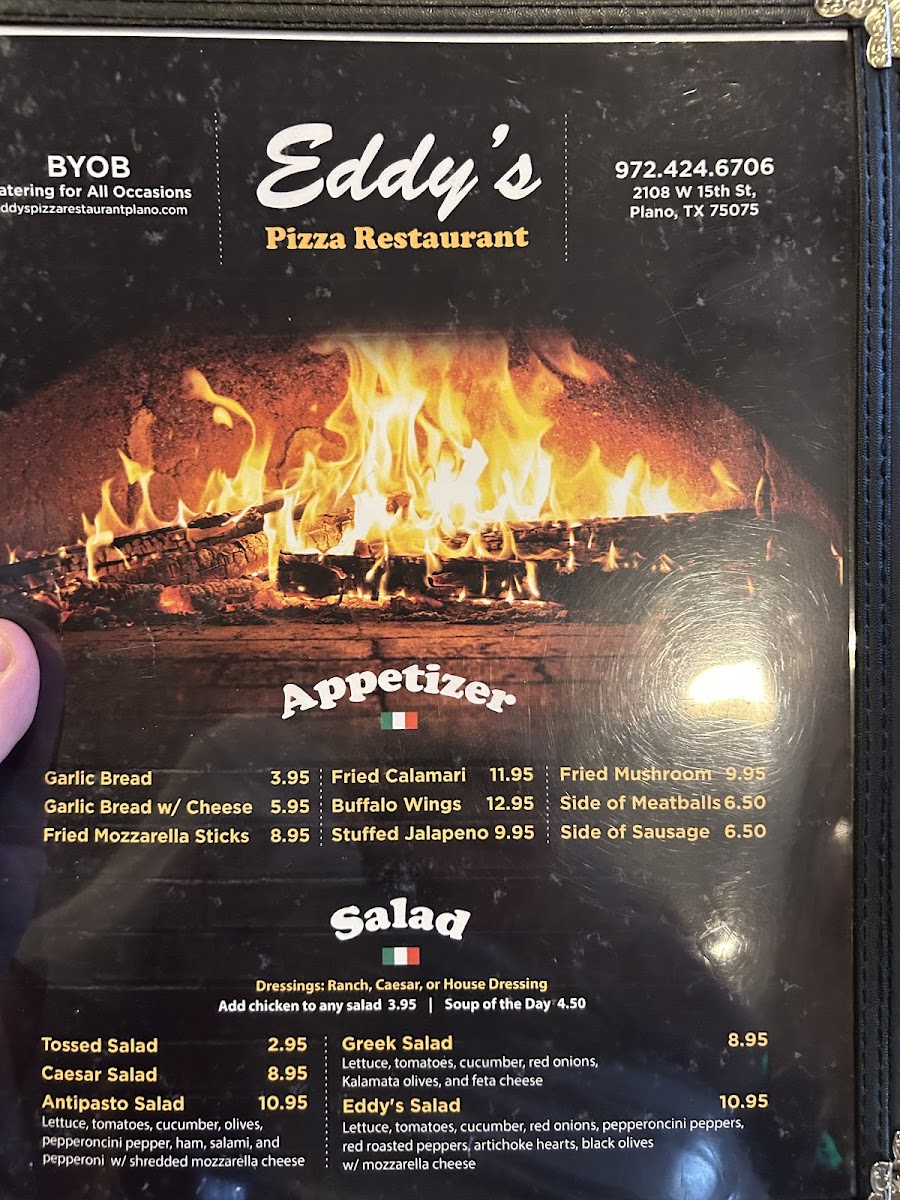 BYOB
atering for All Occasions
ddyspizzarestaurantplano.com
Eddy's
Pizza Restaurant
972.424.6706
2108 W 15th St,
Plano, TX 75075
Appetizer
Garlic Bread 3.95
Garlic Bread w/ Cheese 5.95
Fried Mozzarella Sticks 8.95
Fried Calamari 11.95
Buffalo Wings 12.95
Stuffed Jalapeno 9.95
Fried Mushroom 9.95
Side of Meatballs 6.50
Side of Sausage 6.50
Salad
Dressings: Ranch, Caesar, or House Dressing
Add chicken to any salad 3.95 | Soup of the Day 4.50
Tossed Salad 2.95
Caesar Salad 8.95
Antipasto Salad 10.95
Lettuce, tomatoes, cucumber, olives,
pepperoncini pepper, ham, salami, and
pepperoni w/ shredded mozzarella cheese
Greek Salad 8.95
Lettuce, tomatoes, cucumber, red onions,
Kalamata olives, and feta cheese
Eddy's Salad 10.95
Lettuce, tomatoes, cucumber, red onions, pepperoncini peppers,
red roasted peppers, artichoke hearts, black olives
w/ mozzarella cheese